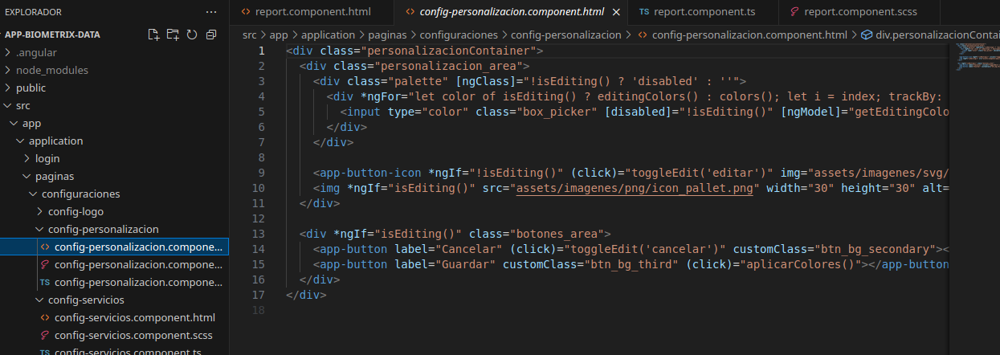 EXPLORADOR ···
APP-BIOMETRIX-DATA
.angular
node_modules
public
src
app
application
login
paginas
configuraciones
config-logo
config-personalizacion
config-personalizacion.compone...
config-personalizacion.compone...
TS config-personalizacion.compone...
config-servicios
config-servicios.component.html
config-servicios.component.scss
TS config-servicios.component.ts
<> report.component.html
<> config-personalizacion.component.html ×
TS report.component.ts
report.component.scss
src > app > application > paginas > configuraciones > config-personalizacion > <> config-personalizacion.component.html > div.personalizacionContai
1 <div class="personalizacionContainer">
2 <div class="personalizacion_area">
3 <div class="palette" [ngClass]="!isEditing() ? 'disabled' : ''">
4 <div *ngFor="let color of isEditing() ? editingColors() : colors(); let i = index; trackBy:
5 <input type="color" class="box_picker" [disabled]="!isEditing()" [ngModel]="getEditingColo
6 </div>
7 </div>
8
9 <app-button-icon *ngIf="!isEditing()" (click)="toggleEdit('editar')" img="assets/imagenes/svg/
10 <img *ngIf="isEditing()" src="assets/imagenes/png/icon_pallet.png" width="30" height="30" alt=
11 </div>
12
13 <div *ngIf="isEditing()" class="botones_area">
14 <app-button label="Cancelar" (click)="toggleEdit('cancelar')" customClass="btn_bg_secondary"><
15 <app-button label="Guardar" customClass="btn_bg_third" (click)="aplicarColores()"></app-button
16 </div>
17 </div>
18